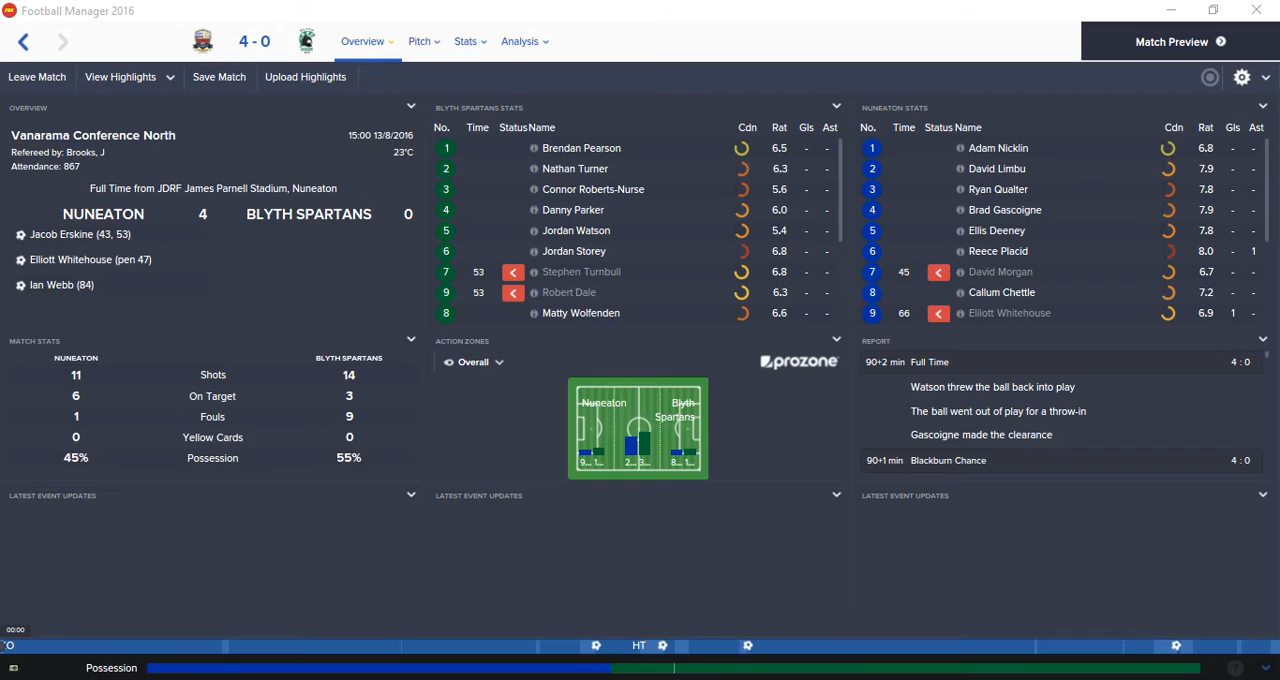 Football Manager 2016
4 - 0
Overview
Pitch
Stats
Analysis
Match Preview
Leave Match
View Highlights
Save Match
Upload Highlights
OVERVIEW
Vanarama Conference North
15:00 13/8/2016
Refereed by: Brooks, J
23°C
Attendance: 867
Full Time from JDRF James Parnell Stadium, Nuneaton
NUNEATON 4 BLYTH SPARTANS 0
Jacob Erskine (43, 53)
Elliott Whitehouse (pen 47)
Ian Webb (84)
BLYTH SPARTANS STATS
No. Time Status Name Cdn Rat Gls Ast
1 Brendan Pearson 6.5 - -
2 Nathan Turner 6.3 - -
3 Connor Roberts-Nurse 5.6 - -
4 Danny Parker 6.0 - -
5 Jordan Watson 5.4 - -
6 Jordan Storey 6.8 - -
7 53 Stephen Turnbull 6.8 - -
9 53 Robert Dale 6.3 - -
8 Matty Wolfenden 6.6 - -
NUNEATON STATS
No. Time Status Name Cdn Rat Gls Ast
1 Adam Nicklin 6.8 - -
2 David Limbu 7.9 - -
3 Ryan Qualter 7.8 - -
4 Brad Gascoigne 7.9 - -
5 Ellis Deeney 7.8 - -
6 Reece Placid 8.0 - 1
7 45 David Morgan 6.7 - -
8 Callum Chettle 7.2 - -
9 66 Elliott Whitehouse 6.9 1 -
MATCH STATS
NUNEATON BLYTH SPARTANS
11 Shots 14
6 On Target 3
1 Fouls 9
0 Yellow Cards 0
45% Possession 55%
ACTION ZONES
Overall
prozone
Nuneaton
Blyth
Spartans
9... 1... 2... 3... 8... 1...
REPORT
90+2 min Full Time 4 : 0
Watson threw the ball back into play
The ball went out of play for a throw-in
Gascoigne made the clearance
90+1 min Blackburn Chance 4 : 0
LATEST EVENT UPDATES
LATEST EVENT UPDATES
LATEST EVENT UPDATES
00:00
HT
Possession